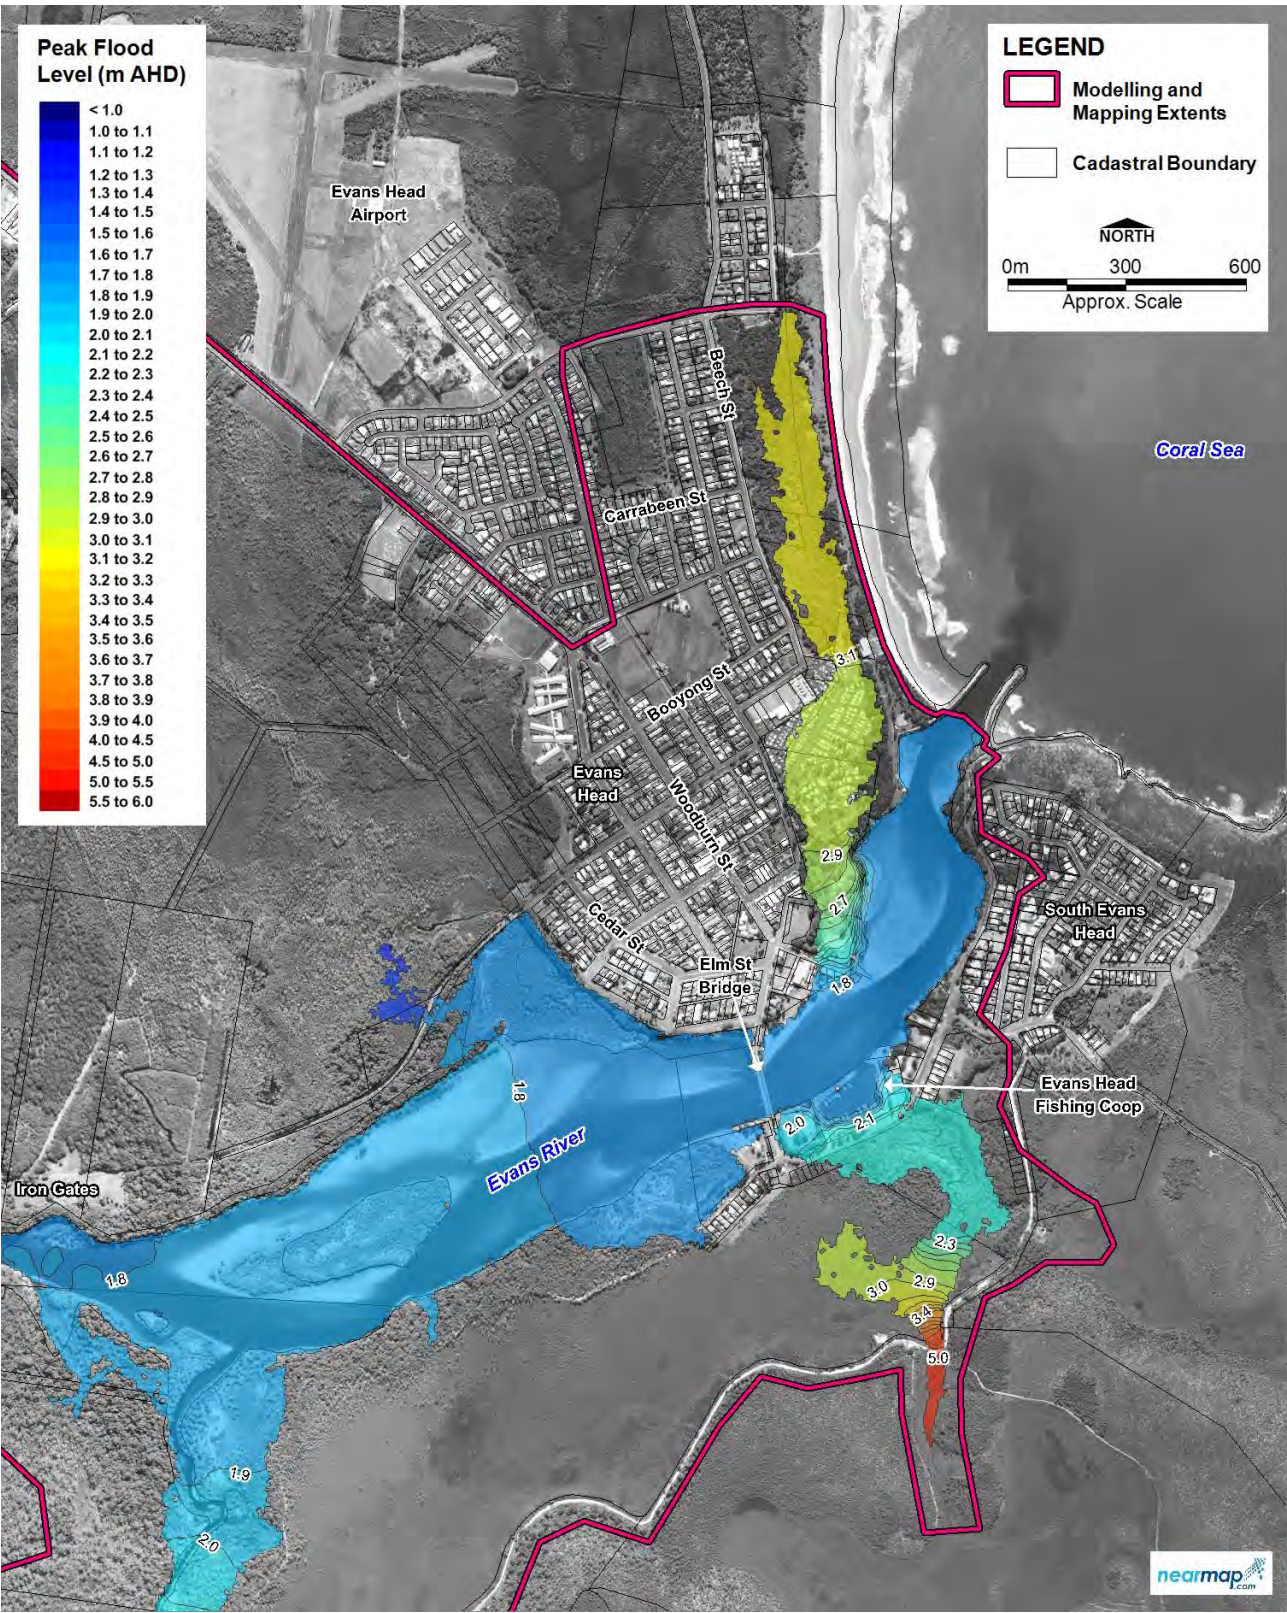 Peak Flood
Level (m AHD)
< 1.0
1.0 to 1.1
1.1 to 1.2
1.2 to 1.3
1.3 to 1.4
1.4 to 1.5
1.5 to 1.6
1.6 to 1.7
1.7 to 1.8
1.8 to 1.9
1.9 to 2.0
2.0 to 2.1
2.1 to 2.2
2.2 to 2.3
2.3 to 2.4
2.4 to 2.5
2.5 to 2.6
2.6 to 2.7
2.7 to 2.8
2.8 to 2.9
2.9 to 3.0
3.0 to 3.1
3.1 to 3.2
3.2 to 3.3
3.3 to 3.4
3.4 to 3.5
3.5 to 3.6
3.6 to 3.7
3.7 to 3.8
3.8 to 3.9
3.9 to 4.0
4.0 to 4.5
4.5 to 5.0
5.0 to 5.5
5.5 to 6.0
LEGEND
Modelling and
Mapping Extents
Cadastral Boundary
NORTH
0m 300 600
Approx. Scale
Evans Head
Airport
Beech St
Coral Sea
Carrabeen St
3.1
Booyong St
Evans
Head
Woodburn St
2.9
2.7
Cedar St
South Evans
Head
Elm St
Bridge
1.8
1.8
Evans Head
Fishing Coop
2.0
2.1
Evans River
Iron Gates
1.8
2.3
2.9
3.0
3.4
5.0
1.9
2.0
nearmap
.com